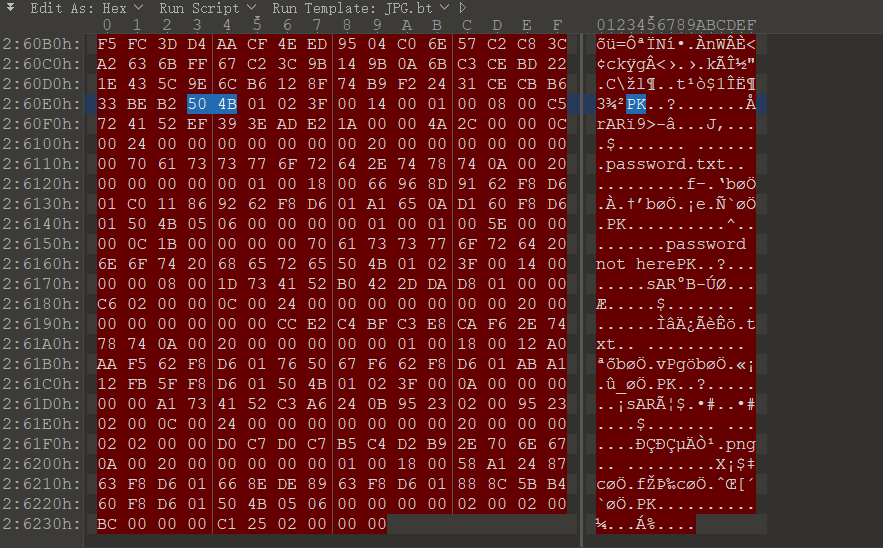 Edit As: Hex Run Script Run Template: JPG.bt
0 1 2 3 4 5 6 7 8 9 A B C D E F 0123456789ABCDEF
2:60B0h: F5 FC 3D D4 AA CF 4E ED 95 04 C0 6E 57 C2 C8 3C õü=ÔªÏNí•.ÀnWÂÈ<
2:60C0h: A2 63 6B FF 67 C2 3C 9B 14 9B 0A 6B C3 CE BD 22 ¢ckÿgÂ<›.›.kÃÎ½"
2:60D0h: 1E 43 5C 9E 6C B6 12 8F 74 B9 F2 24 31 CE CB B6 .C\žl¶..t¹ò$1ÎË¶
2:60E0h: 33 BE B2 50 4B 01 02 3F 00 14 00 01 00 08 00 C5 3¾²PK..?.......Å
2:60F0h: 72 41 52 EF 39 3E AD E2 1A 00 00 4A 2C 00 00 0C rARï9>-â...J,...
2:6100h: 00 24 00 00 00 00 00 00 00 20 00 00 00 00 00 00 .$....... ......
2:6110h: 00 70 61 73 73 77 6F 72 64 2E 74 78 74 0A 00 20 .password.txt.. 
2:6120h: 00 00 00 00 00 01 00 18 00 66 96 8D 91 62 F8 D6 .........f–.‘bøÖ
2:6130h: 01 C0 11 86 92 62 F8 D6 01 A1 65 0A D1 60 F8 D6 .À.†’bøÖ.¡e.Ñ`øÖ
2:6140h: 01 50 4B 05 06 00 00 00 00 01 00 01 00 5E 00 00 .PK..........^..
2:6150h: 00 0C 1B 00 00 00 00 70 61 73 73 77 6F 72 64 20 .......password 
2:6160h: 6E 6F 74 20 68 65 72 65 50 4B 01 02 3F 00 14 00 not herePK..?...
2:6170h: 00 00 08 00 1D 73 41 52 B0 42 2D DA D8 01 00 00 .....sAR°B-ÚØ...
2:6180h: C6 02 00 00 0C 00 24 00 00 00 00 00 00 00 20 00 Æ.....$....... .
2:6190h: 00 00 00 00 00 00 CC E2 C4 BF C3 E8 CA F6 2E 74 ......ÌâÄ¿ÃèÊö.t
2:61A0h: 78 74 0A 00 20 00 00 00 00 00 01 00 18 00 12 A0 xt.. .......... 
2:61B0h: AA F5 62 F8 D6 01 76 50 67 F6 62 F8 D6 01 AB A1 ªõbøÖ.vPgöbøÖ.«¡
2:61C0h: 12 FB 5F F8 D6 01 50 4B 01 02 3F 00 0A 00 00 00 .û_øÖ.PK..?.....
2:61D0h: 00 00 A1 73 41 52 C3 A6 24 0B 95 23 02 00 95 23 ..¡sARÃ¦$.•#..•#
2:61E0h: 02 00 0C 00 24 00 00 00 00 00 00 00 20 00 00 00 ....$....... ...
2:61F0h: 02 02 00 00 D0 C7 D0 C7 B5 C4 D2 B9 2E 70 6E 67 ....ÐÇÐÇµÄÒ¹.png
2:6200h: 0A 00 20 00 00 00 00 00 01 00 18 00 58 A1 24 87 .. .........X¡$‡
2:6210h: 63 F8 D6 01 66 8E DE 89 63 F8 D6 01 88 8C 5B B4 cøÖ.fŽÞ‰cøÖ.ˆŒ[´
2:6220h: 60 F8 D6 01 50 4B 05 06 00 00 00 00 02 00 02 00 `øÖ.PK..........
2:6230h: BC 00 00 00 C1 25 02 00 00 00 ¼...Á%....